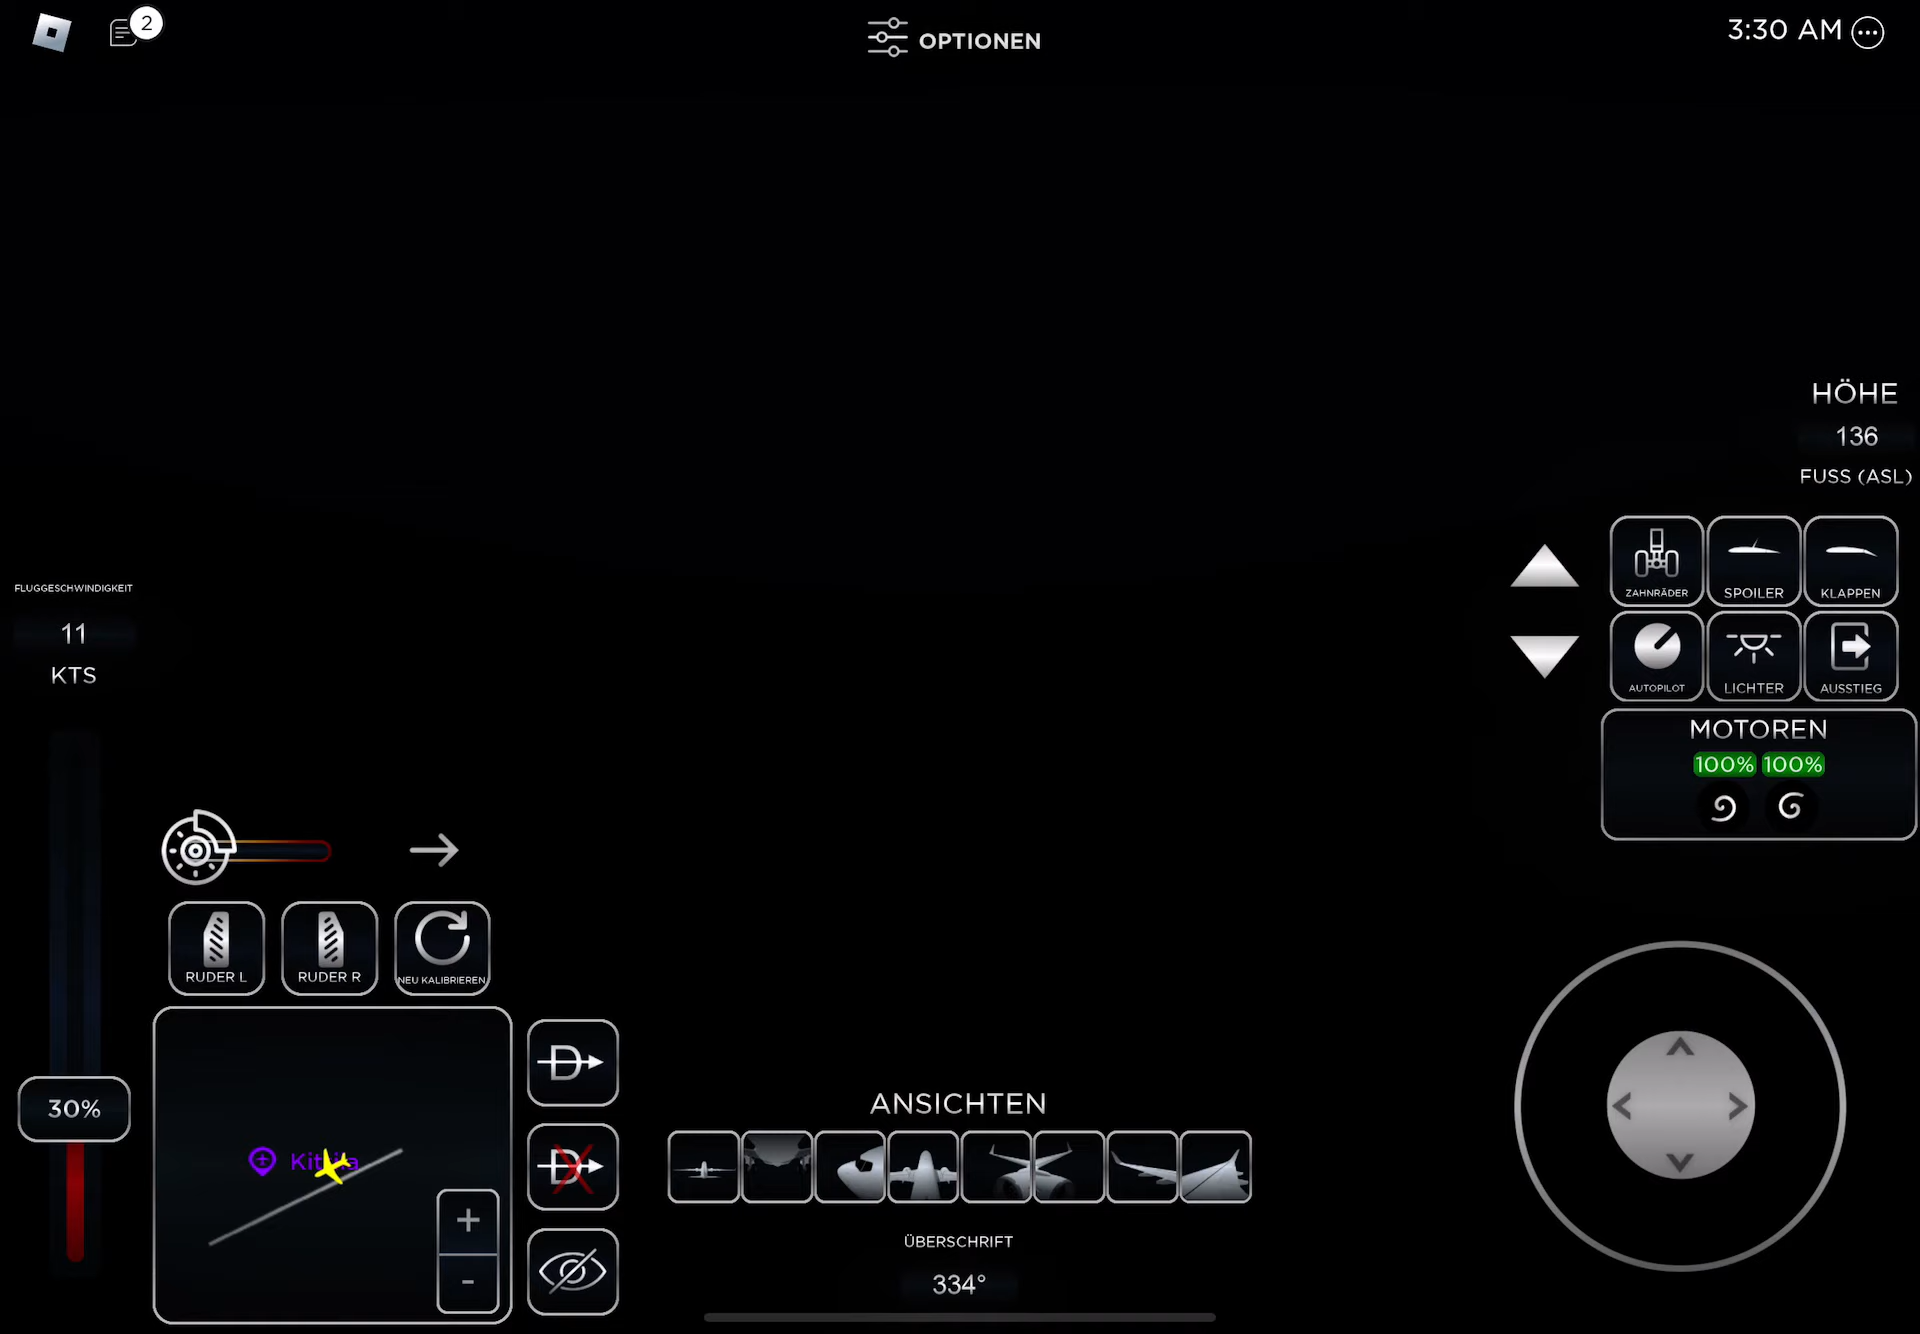 2
OPTIONEN
3:30 AM
HÖHE
136
FUSS (ASL)
FLUGGESCHWINDIGKEIT
11
KTS
ZAHNRÄDER
SPOILER
KLAPPEN
AUTOPILOT
LICHTER
AUSSTIEG
MOTOREN
100% 100%
RUDER L
RUDER R
NEU KALIBRIEREN
30%
D
D
+
-
ANSICHTEN
ÜBERSCHRIFT
334°